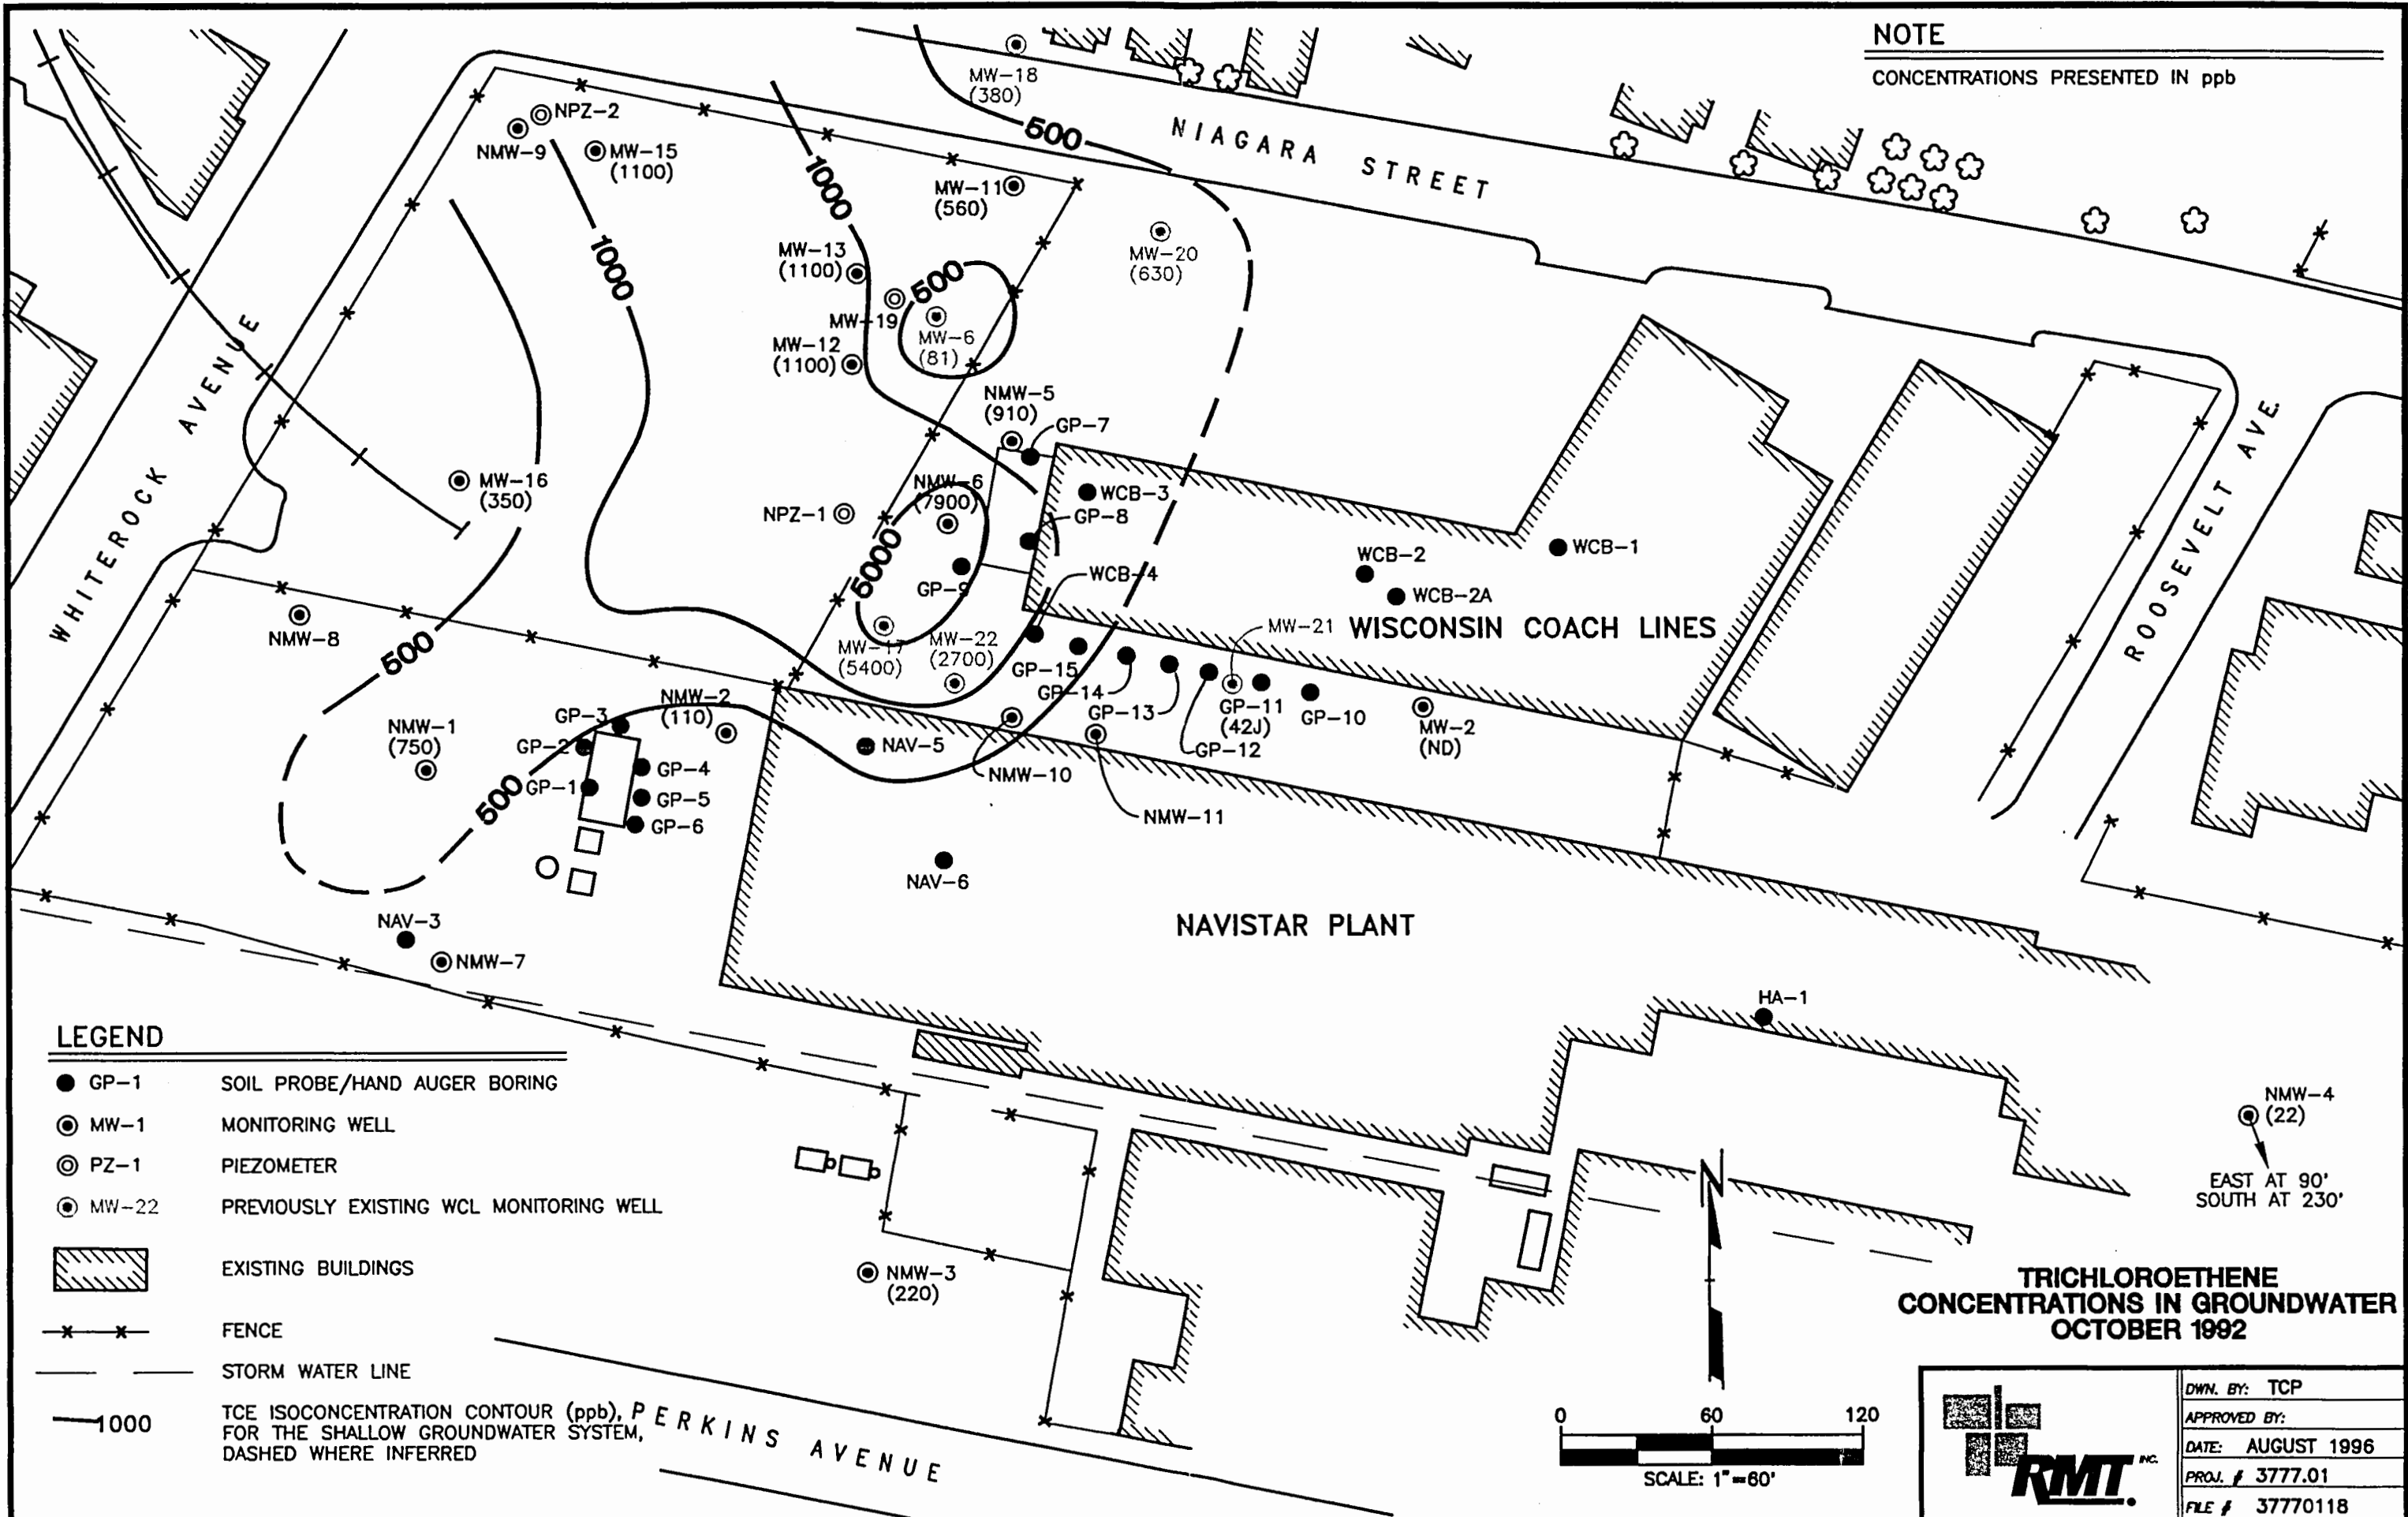 NOTE
CONCENTRATIONS PRESENTED IN ppb
MW-18
(380)
500
NIAGARA STREET
NPZ-2
NMW-9
MW-15
(1100)
1000
1000
MW-11
(560)
MW-20
(630)
MW-13
(1100)
500
MW-19
MW-6
(81)
MW-12
(1100)
NMW-5
(910)
GP-7
WHITEROCK AVENUE
ROOSEVELT AVE.
MW-16
(350)
NPZ-1
NMW-6
(7900)
WCB-3
GP-8
5000
GP-9
WCB-4
WCB-2
WCB-1
WCB-2A
WISCONSIN COACH LINES
NMW-8
500
MW-17
(5400)
MW-22
(2700)
GP-15
GP-14
GP-13
GP-12
MW-21
GP-11
(42J)
GP-10
MW-2
(ND)
NMW-2
(110)
GP-3
GP-2
GP-1
GP-4
GP-5
GP-6
NMW-1
(750)
500
NAV-5
NMW-10
NMW-11
NAV-6
NAVISTAR PLANT
NAV-3
NMW-7
HA-1
NMW-4
(22)
EAST AT 90'
SOUTH AT 230'
LEGEND
GP-1 SOIL PROBE/HAND AUGER BORING
MW-1 MONITORING WELL
PZ-1 PIEZOMETER
MW-22 PREVIOUSLY EXISTING WCL MONITORING WELL
EXISTING BUILDINGS
FENCE
STORM WATER LINE
1000 TCE ISOCONCENTRATION CONTOUR (ppb),
FOR THE SHALLOW GROUNDWATER SYSTEM,
DASHED WHERE INFERRED
NMW-3
(220)
PERKINS AVENUE
N
0 60 120
SCALE: 1"=60'
TRICHLOROETHENE
CONCENTRATIONS IN GROUNDWATER
OCTOBER 1992
RMT INC.
DWN. BY: TCP
APPROVED BY:
DATE: AUGUST 1996
PROJ. # 3777.01
FILE # 37770118